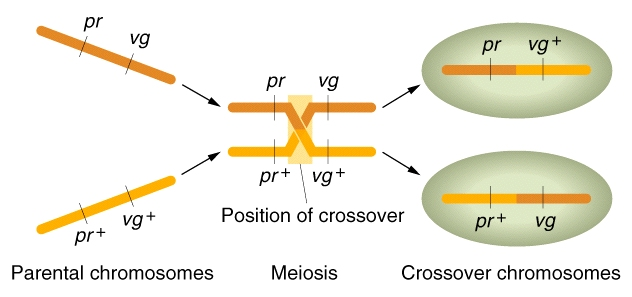 pr vg
pr+ vg+
Parental chromosomes
pr vg
pr+ vg+
Position of crossover
Meiosis
pr vg+
pr+ vg
Crossover chromosomes